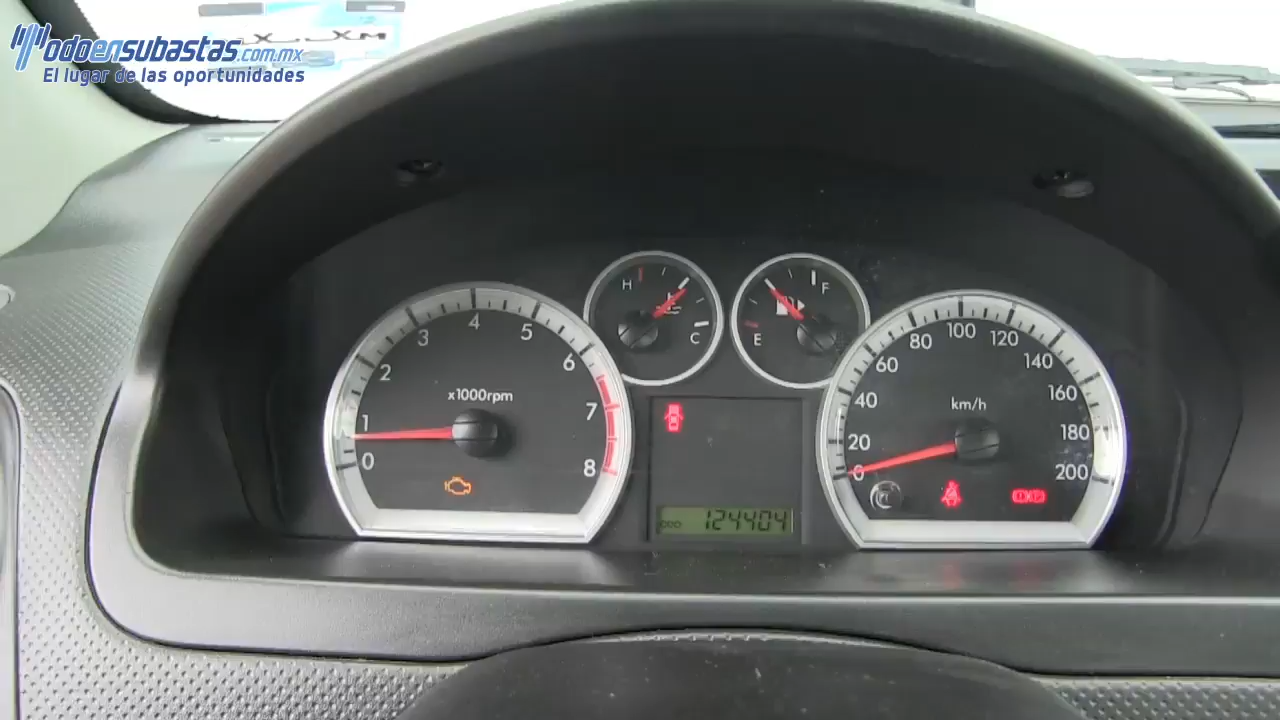 Todoensubastas.com.mx
El lugar de las oportunidades
H
C
E
F
0
1
2
3
4
5
6
7
8
x1000rpm
0
20
40
60
80
100
120
140
160
180
200
km/h
ODO 124404